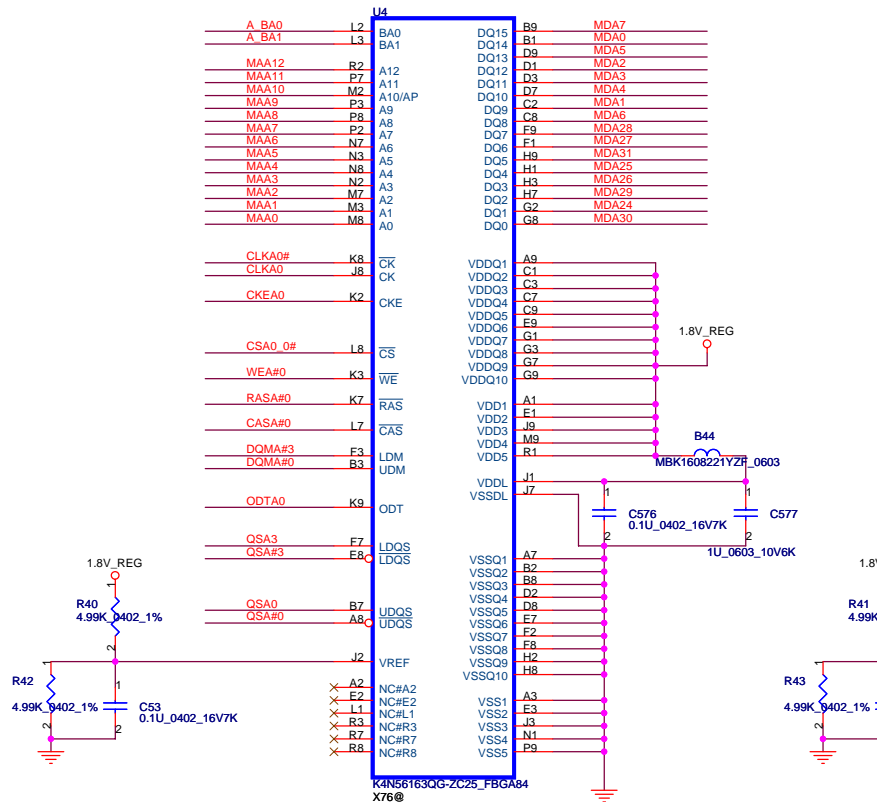 U4
A_BA0 L2 BA0 DQ15 B9 MDA7
A_BA1 L3 BA1 DQ14 B1 MDA0
DQ13 D9 MDA5
MAA12 R2 A12 DQ12 D1 MDA2
MAA11 P7 A11 DQ11 D3 MDA3
MAA10 M2 A10/AP DQ10 D7 MDA4
MAA9 P3 A9 DQ9 C2 MDA1
MAA8 P8 A8 DQ8 C8 MDA6
MAA7 P2 A7 DQ7 F9 MDA28
MAA6 N7 A6 DQ6 F1 MDA27
MAA5 N3 A5 DQ5 H9 MDA31
MAA4 N8 A4 DQ4 H1 MDA25
MAA3 N2 A3 DQ3 H3 MDA26
MAA2 M7 A2 DQ2 H7 MDA29
MAA1 M3 A1 DQ1 G2 MDA24
MAA0 M8 A0 DQ0 G8 MDA30
CLKA0# K8 CK VDDQ1 A9
CLKA0 J8 CK VDDQ2 C1
VDDQ3 C3
CKEA0 K2 CKE VDDQ4 C7
VDDQ5 C9
VDDQ6 E9
VDDQ7 G1
1.8V_REG
CSA0_0# L8 CS VDDQ8 G3
VDDQ9 G7
WEA#0 K3 WE VDDQ10 G9
RASA#0 K7 RAS VDD1 A1
VDD2 E1
CASA#0 L7 CAS VDD3 J9
VDD4 M9
B44
DQMA#3 F3 LDM VDD5 R1
MBK1608221YZF_0603
DQMA#0 B3 UDM
VDDL J1
VSSDL J7
1 1
ODTA0 K9 ODT
C576
0.1U_0402_16V7K
C577
2 2
1U_0603_10V6K
QSA3 F7 LDQS
QSA#3 E8 LDQS VSSQ1 A7
VSSQ2 B2
VSSQ3 B8
VSSQ4 D2
QSA0 B7 UDQS VSSQ5 D8
QSA#0 A8 UDQS VSSQ6 E7
VSSQ7 F2
VSSQ8 F8
J2 VREF VSSQ9 H2
VSSQ10 H8
1.8V_REG
1
R40
4.99K_0402_1%
2
1
R42
4.99K_0402_1%
2
1
C53
0.1U_0402_16V7K
2
A2 NC#A2
E2 NC#E2 VSS1 A3
L1 NC#L1 VSS2 E3
R3 NC#R3 VSS3 J3
R7 NC#R7 VSS4 N1
R8 NC#R8 VSS5 P9
K4N56163QG-ZC25_FBGA84
X76@
1.8
R41
4.99K
1
R43
4.99K_0402_1%
2